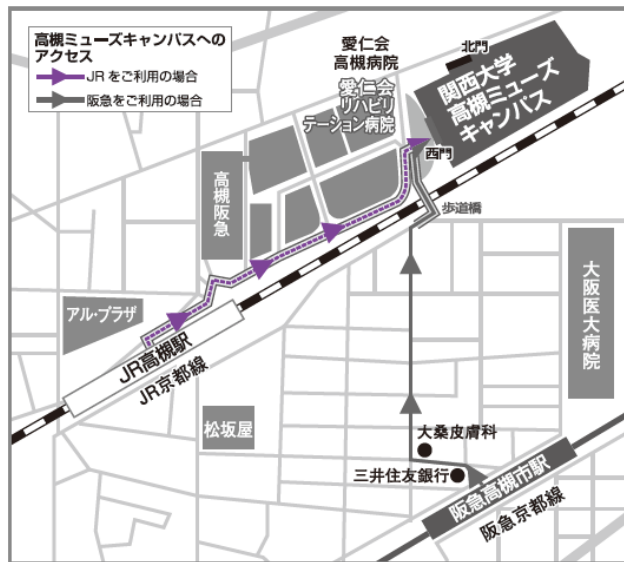 高槻ミューズキャンパスへの
アクセス
JRをご利用の場合
阪急をご利用の場合
愛仁会
高槻病院
愛仁会
リハビリ
テーション病院
北門
関西大学
高槻ミューズ
キャンパス
西門
歩道橋
高槻阪急
アル・プラザ
JR高槻駅
JR京都線
大阪医大病院
松坂屋
大桑皮膚科
三井住友銀行
阪急高槻市駅
阪急京都線